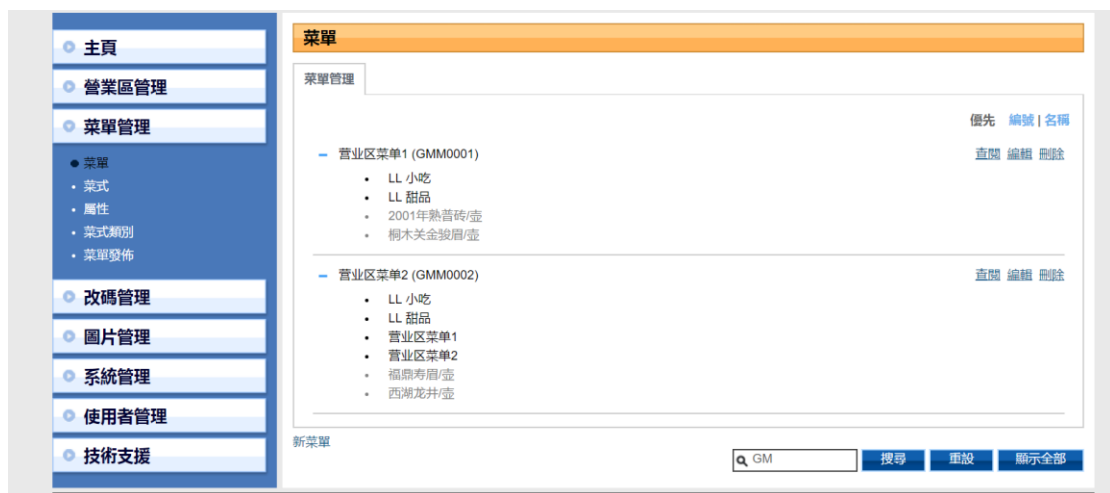 主頁
營業區管理
菜單管理
菜單
菜式
屬性
菜式類別
菜單發佈
改碼管理
圖片管理
系統管理
使用者管理
技術支援
菜單
菜單管理
優先 編號 | 名稱
营业区菜单1 (GMM0001) 查閱 編輯 刪除
LL 小吃
LL 甜品
2001年熟普砖/壶
桐木关金骏眉/壶
营业区菜单2 (GMM0002) 查閱 編輯 刪除
LL 小吃
LL 甜品
营业区菜单1
营业区菜单2
福鼎寿眉/壶
西湖龙井/壶
新菜單
GM 搜尋 重設 顯示全部